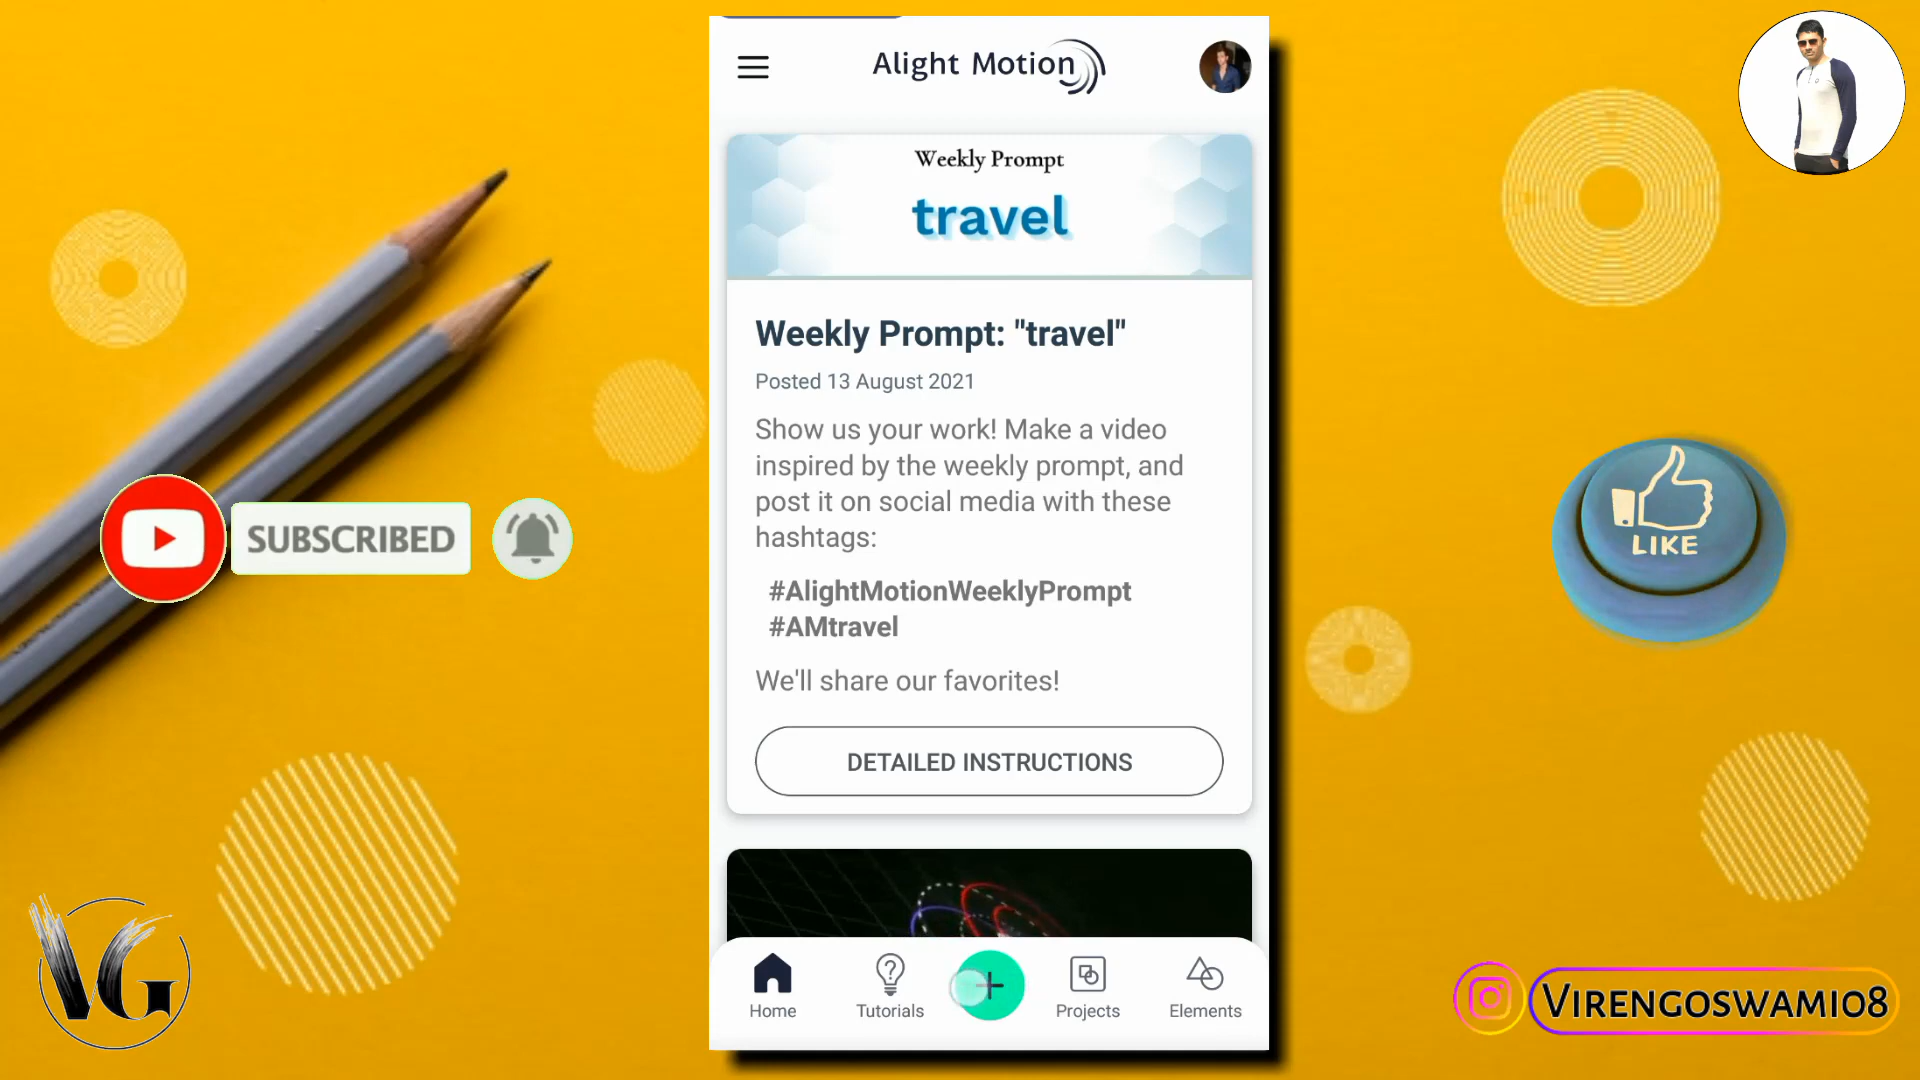 Alight Motion
Weekly Prompt
travel
Weekly Prompt: "travel"
Posted 13 August 2021
Show us your work! Make a video
inspired by the weekly prompt, and
post it on social media with these
hashtags:
#AlightMotionWeeklyPrompt
#AMtravel
We'll share our favorites!
DETAILED INSTRUCTIONS
Home
Tutorials
Projects
Elements
SUBSCRIBED
LIKE
VG
VIRENGOSWAMI08